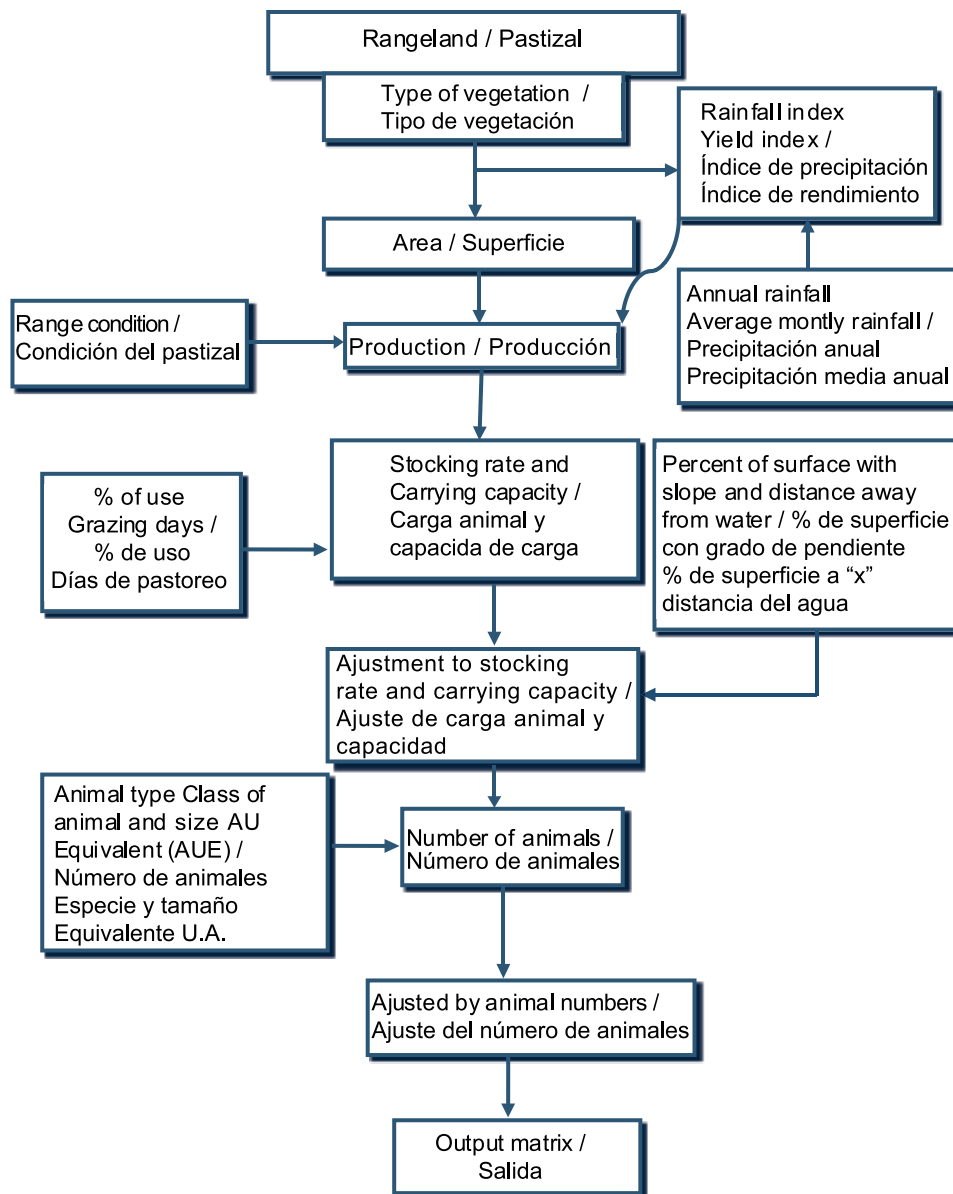 Rangeland / Pastizal
Type of vegetation /
Tipo de vegetación
Rainfall index
Yield index /
Índice de precipitación
Índice de rendimiento
Area / Superficie
Annual rainfall
Average montly rainfall /
Precipitación anual
Precipitación media anual
Range condition /
Condición del pastizal
Production / Producción
Stocking rate and
Carrying capacity /
Carga animal y
capacida de carga
Percent of surface with
slope and distance away
from water / % de superficie
con grado de pendiente
% de superficie a “x”
distancia del agua
% of use
Grazing days /
% de uso
Días de pastoreo
Ajustment to stocking
rate and carrying capacity /
Ajuste de carga animal y
capacidad
Animal type Class of
animal and size AU
Equivalent (AUE) /
Número de animales
Especie y tamaño
Equivalente U.A.
Number of animals /
Número de animales
Ajusted by animal numbers /
Ajuste del número de animales
Output matrix /
Salida